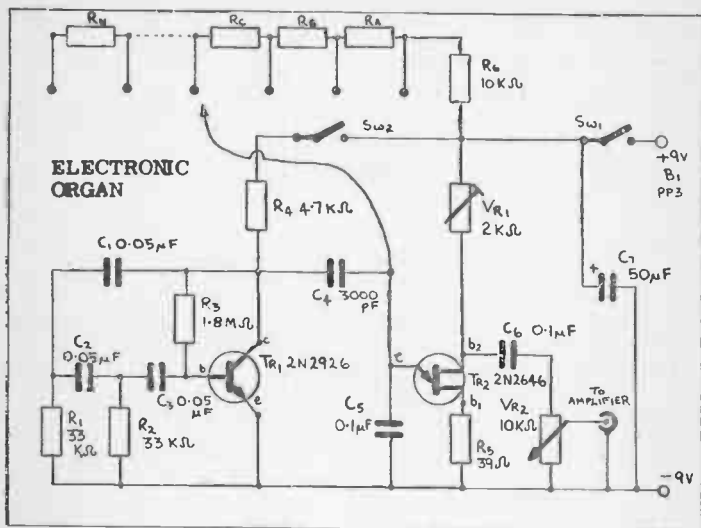 RN
RC
RB
RA
R6
10KΩ
SW2
SW1
+9V
B1
PP3
ELECTRONIC
ORGAN
R4 4.7KΩ
VR1
2KΩ
C1 0.05µF
C7
50µF
+
C4 3000
PF
R3
1.8MΩ
C2
0.05µF
c
b
TR1 2N2926
e
C3 0.05
µF
e
b2
C6
0.1µF
TR2 2N2646
b1
C5
0.1µF
VR2
10KΩ
TO
AMPLIFIER
R1
33
KΩ
R2
33KΩ
R5
39Ω
-9V